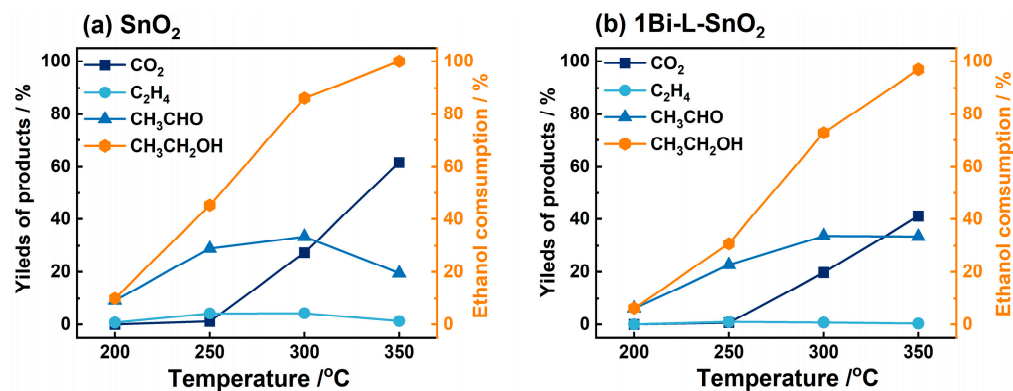 (a) SnO₂
100
80
60
40
20
0
Yileds of products / %
CO₂
C₂H₄
CH₃CHO
CH₃CH₂OH
100
80
60
40
20
0
Ethanol comsumption / %
200 250 300 350
Temperature /°C
(b) 1Bi-L-SnO₂
100
80
60
40
20
0
Yileds of products / %
CO₂
C₂H₄
CH₃CHO
CH₃CH₂OH
100
80
60
40
20
0
Ethanol comsumption / %
200 250 300 350
Temperature /°C